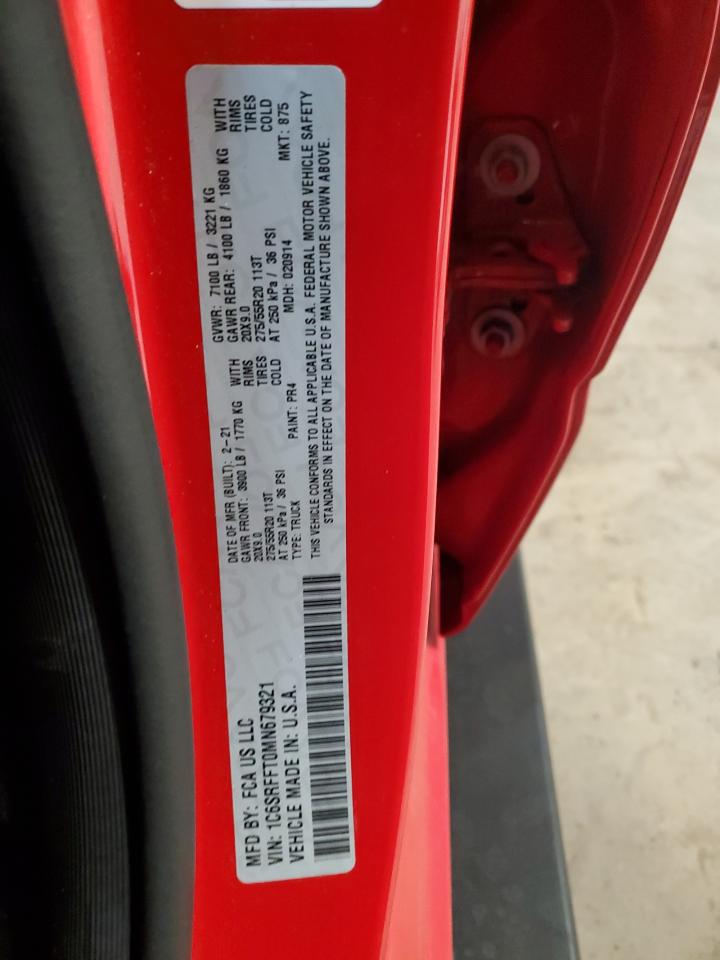 MFD BY: FCA US LLC
VIN: 1C6SRFFT0MN679321
VEHICLE MADE IN: U.S.A.
DATE OF MFR (BUILT): 2-21 GVWR: 7100 LB / 3221 KG
GAWR FRONT: 3900 LB / 1770 KG WITH GAWR REAR: 4100 LB / 1860 KG WITH
20X9.0 RIMS 20X9.0 RIMS
275/55R20 113T TIRES 275/55R20 113T TIRES
AT 250 kPa / 36 PSI COLD AT 250 kPa / 36 PSI COLD
TYPE: TRUCK PAINT: PR4 MDH: 020914 MKT: 875
THIS VEHICLE CONFORMS TO ALL APPLICABLE U.S.A. FEDERAL MOTOR VEHICLE SAFETY
STANDARDS IN EFFECT ON THE DATE OF MANUFACTURE SHOWN ABOVE.